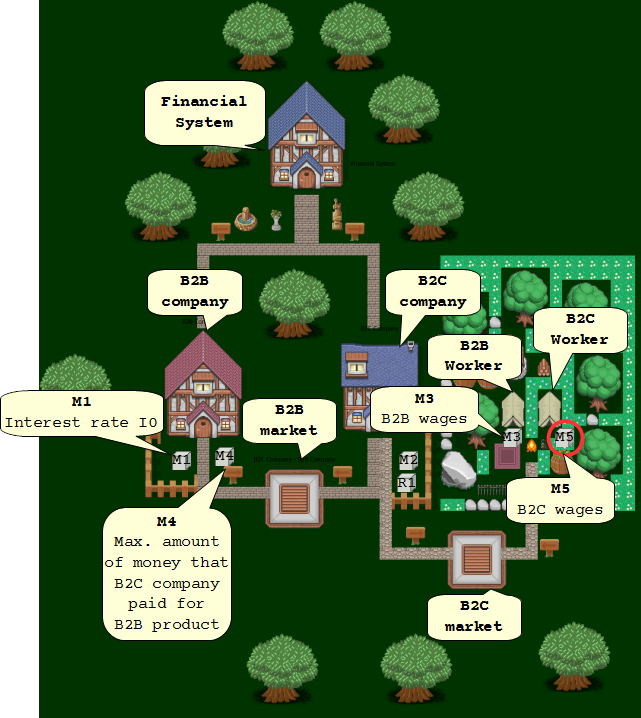 Financial
System
Financial System
B2B
company
B2C
company
B2C
Worker
B2B
Worker
M1
Interest rate I0
M3
B2B wages
B2B
market
M1
M4
M2
R1
M3
M5
M5
B2C wages
M4
Max. amount
of money that
B2C company
paid for
B2B product
B2C
market